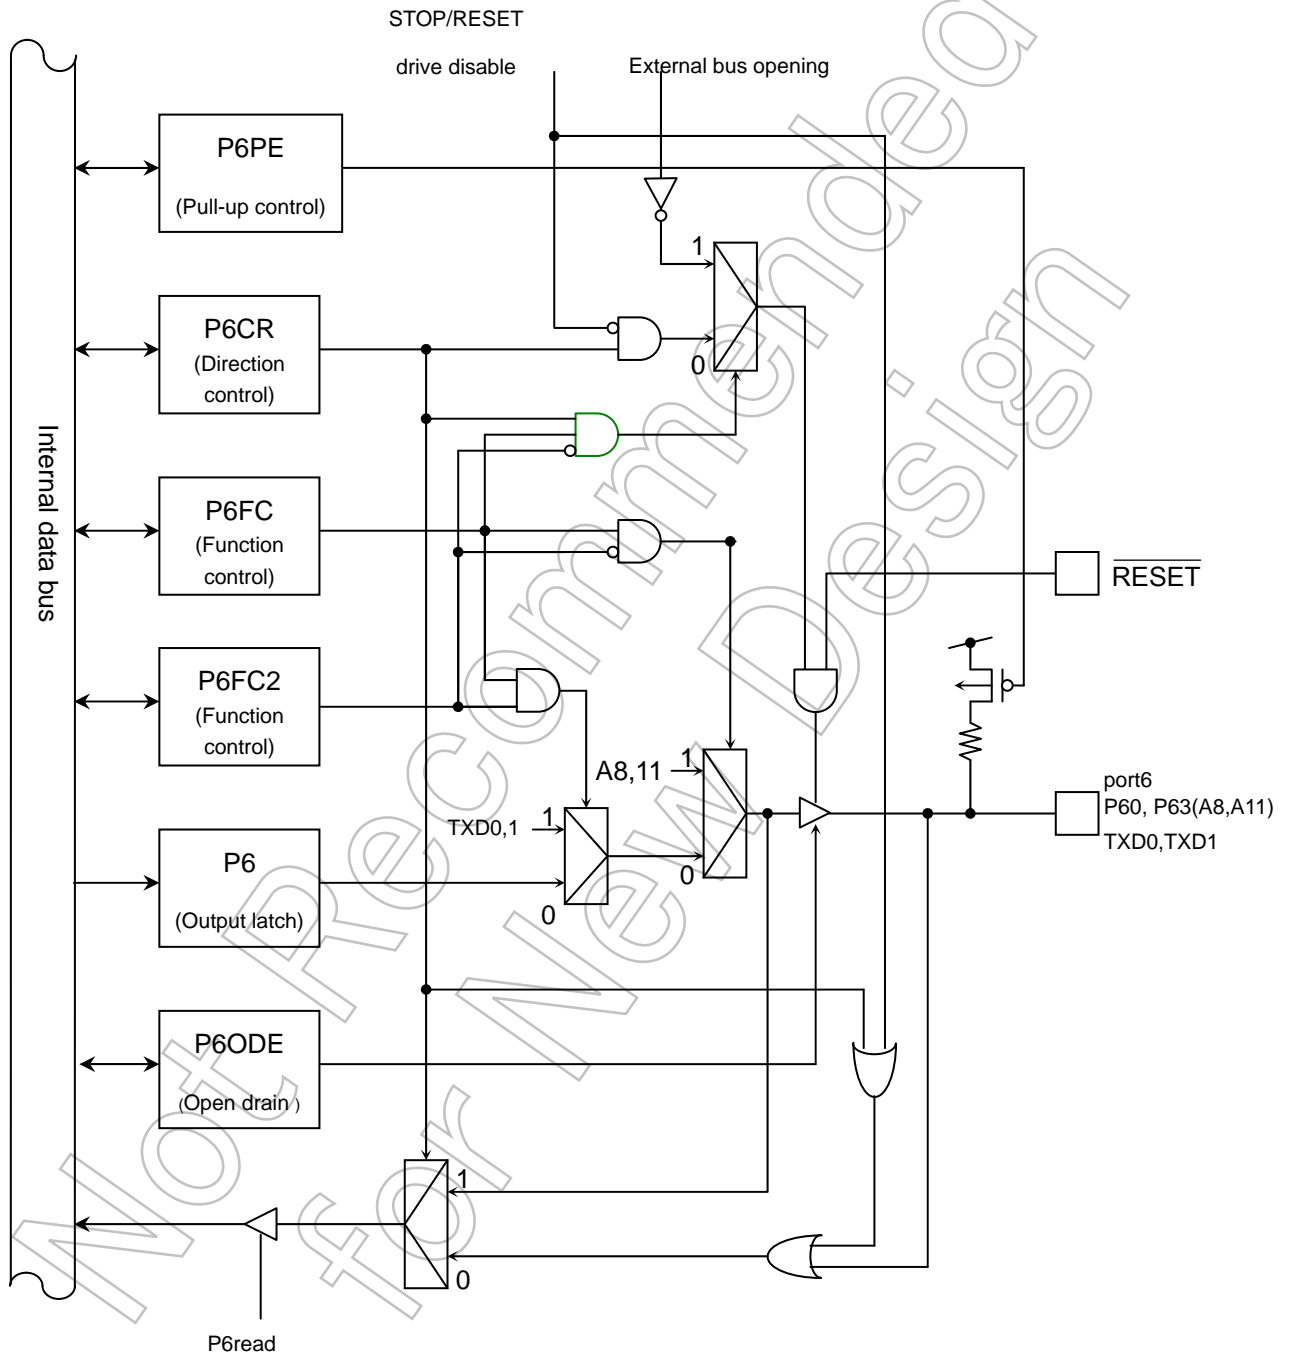 STOP/RESET
drive disable
External bus opening
P6PE
(Pull-up control)
1
P6CR
(Direction
control)
0
Internal data bus
P6FC
(Function
control)
RESET
P6FC2
(Function
control)
A8,11
1
port6
P60, P63(A8,A11)
TXD0,TXD1
TXD0,1
1
P6
(Output latch)
0
0
P6ODE
(Open drain )
1
0
P6read
Not Recommended
for New Design